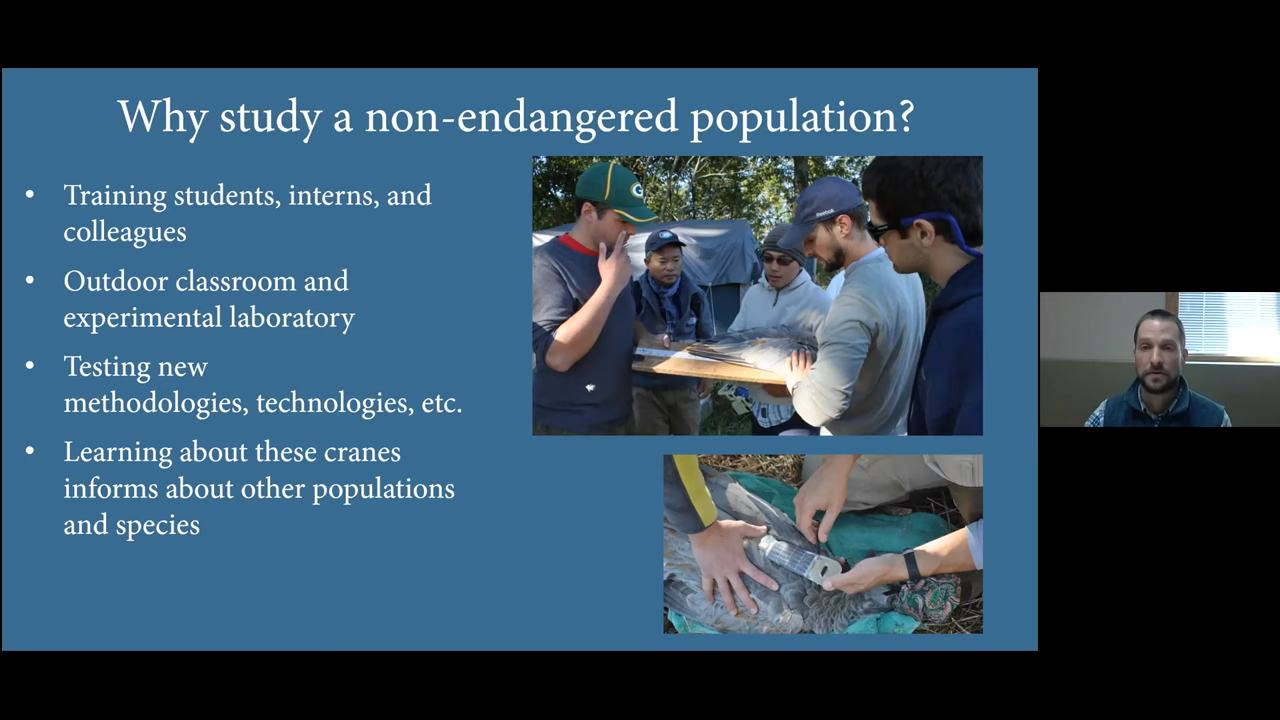 Why study a non-endangered population?
• Training students, interns, and
colleagues
• Outdoor classroom and
experimental laboratory
• Testing new
methodologies, technologies, etc.
• Learning about these cranes
informs about other populations
and species
G
Reebok